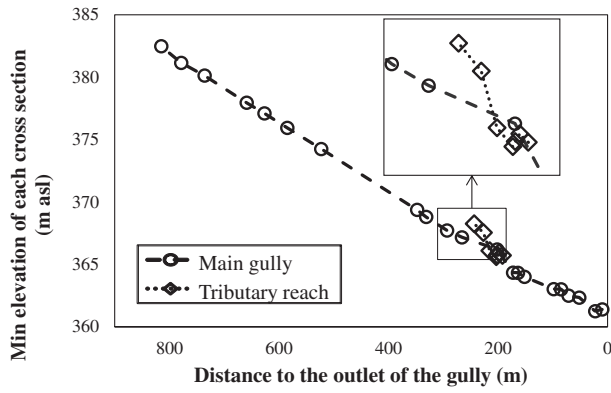 385
380
375
370
365
360
Min elevation of each cross section
(m asl)
Main gully
Tributary reach
800
600
400
200
0
Distance to the outlet of the gully (m)